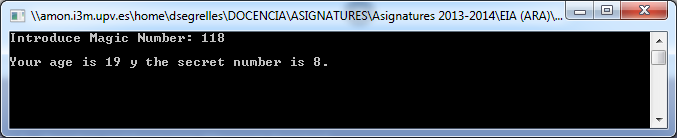 \\amon.i3m.upv.es\home\dsegrelles\DOCENCIA\ASIGNATURES\Asignatures 2013-2014\EIA (ARA)\...
Introduce Magic Number: 118
Your age is 19 y the secret number is 8.